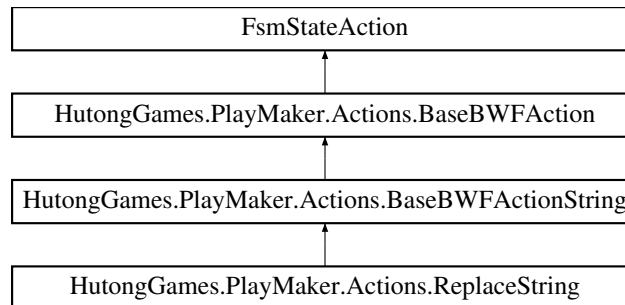 FsmStateAction
HutongGames.PlayMaker.Actions.BaseBWFAction
HutongGames.PlayMaker.Actions.BaseBWFActionString
HutongGames.PlayMaker.Actions.ReplaceString